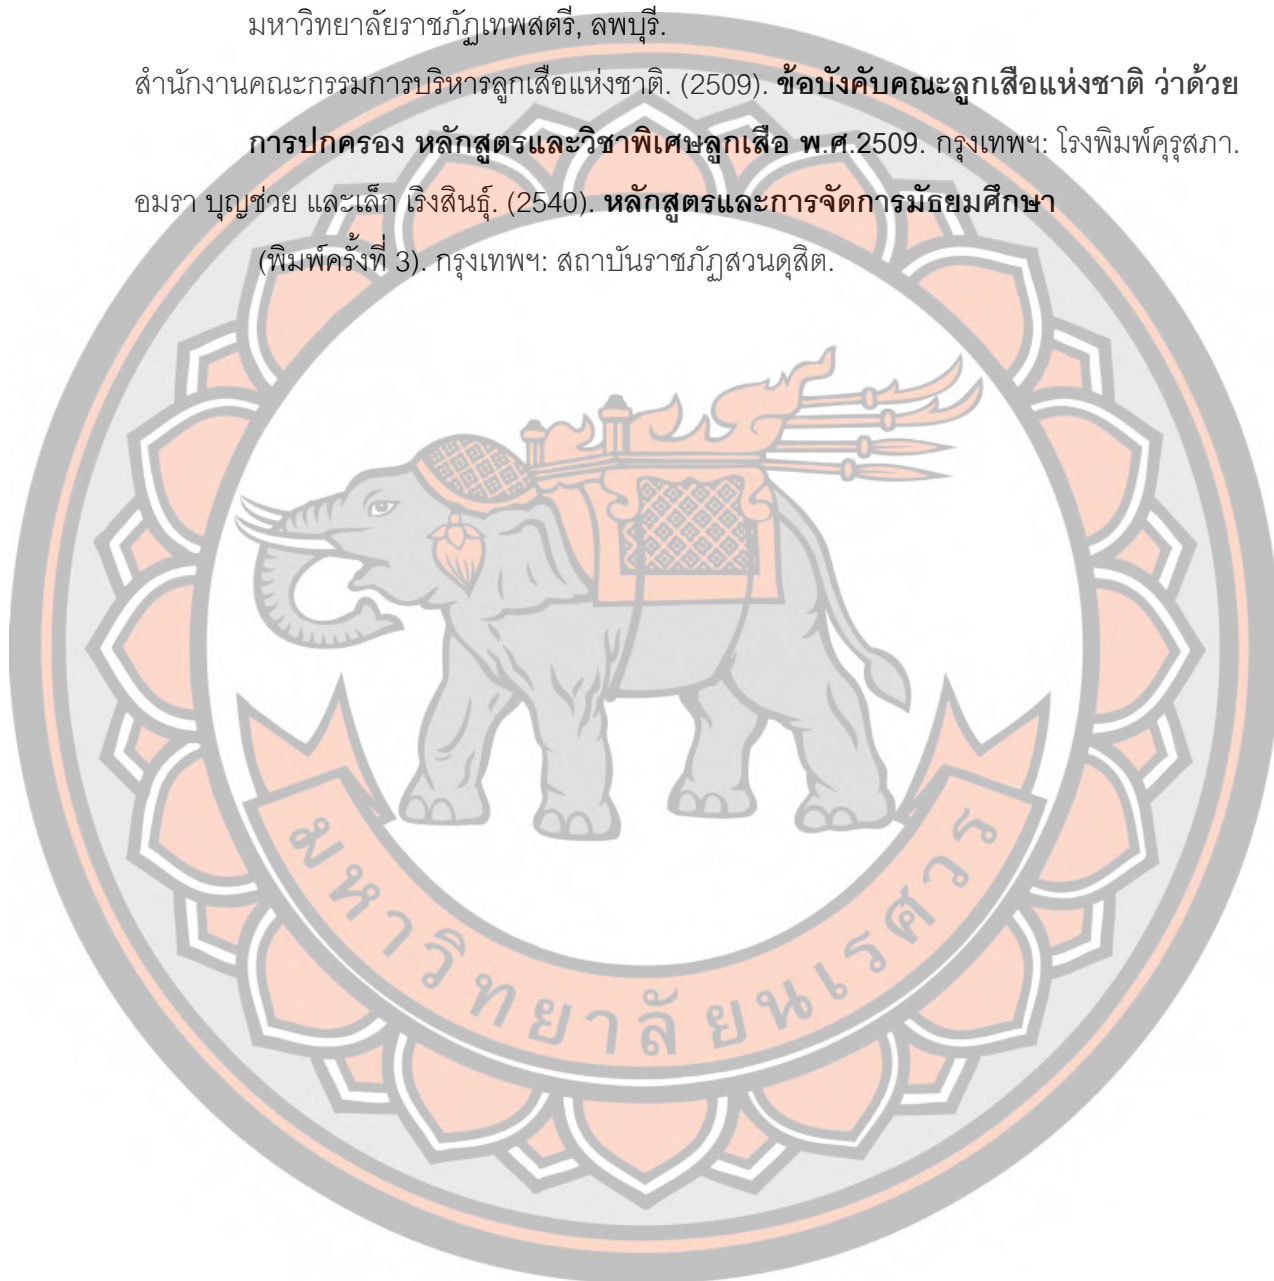 มหาวิทยาลัยราชภัฏเทพสตรี, ลพบุรี.
สำนักงานคณะกรรมการบริหารลูกเสือแห่งชาติ. (2509). ข้อบังคับคณะลูกเสือแห่งชาติ ว่าด้วย
การปกครอง หลักสูตรและวิชาพิเศษลูกเสือ พ.ศ.2509. กรุงเทพฯ: โรงพิมพ์คุรุสภา.
อมรา บุญช่วย และเล็ก เริงสินธุ์. (2540). หลักสูตรและการจัดการมัธยมศึกษา
(พิมพ์ครั้งที่ 3). กรุงเทพฯ: สถาบันราชภัฏสวนดุสิต.
มหาวิทยาลัยนเรศวร